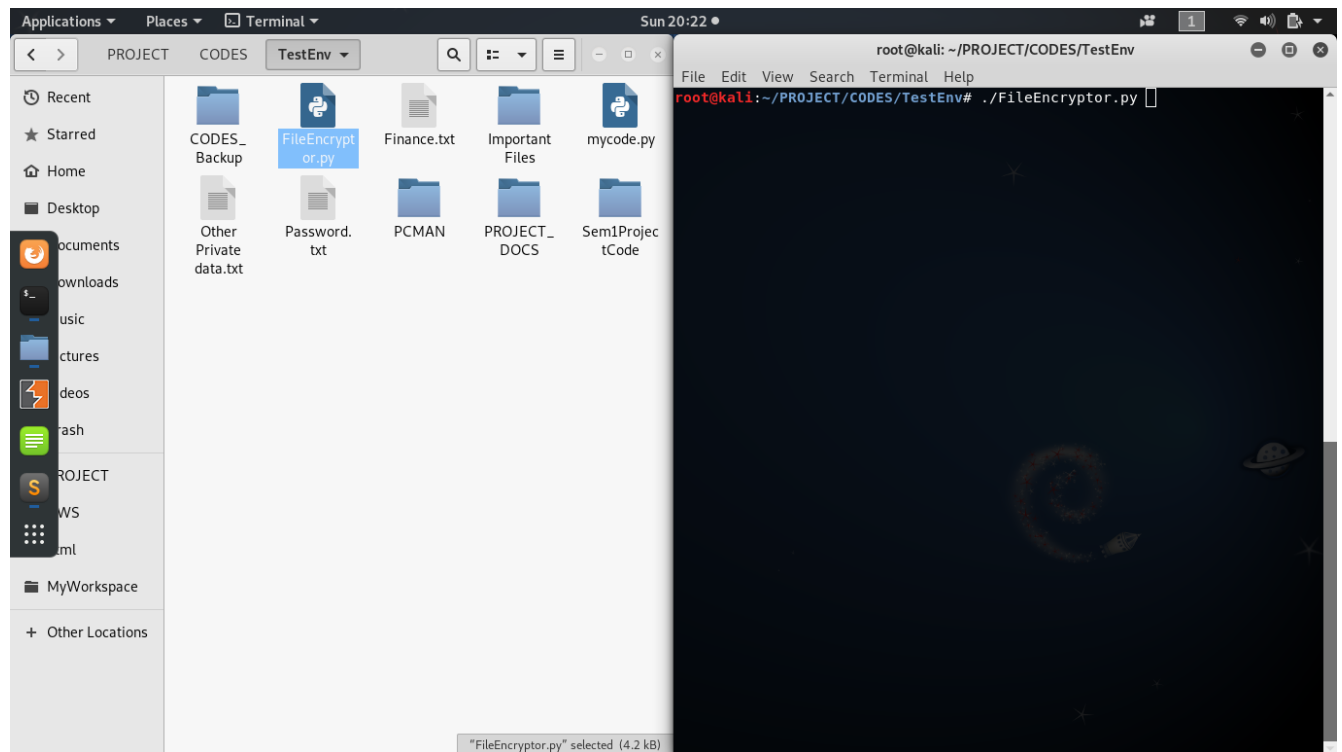 Applications Places Terminal Sun 20:22 1
PROJECT CODES TestEnv
Recent
Starred
Home
Desktop
ocuments
ownloads
usic
ctures
deos
rash
ROJECT
WS
tml
MyWorkspace
+ Other Locations
CODES_
Backup
FileEncrypt
or.py
Finance.txt
Important
Files
mycode.py
Other
Private
data.txt
Password.
txt
PCMAN
PROJECT_
DOCS
Sem1Projec
tCode
"FileEncryptor.py" selected (4.2 kB)
$_
S
root@kali: ~/PROJECT/CODES/TestEnv
File Edit View Search Terminal Help
root@kali:~/PROJECT/CODES/TestEnv# ./FileEncryptor.py